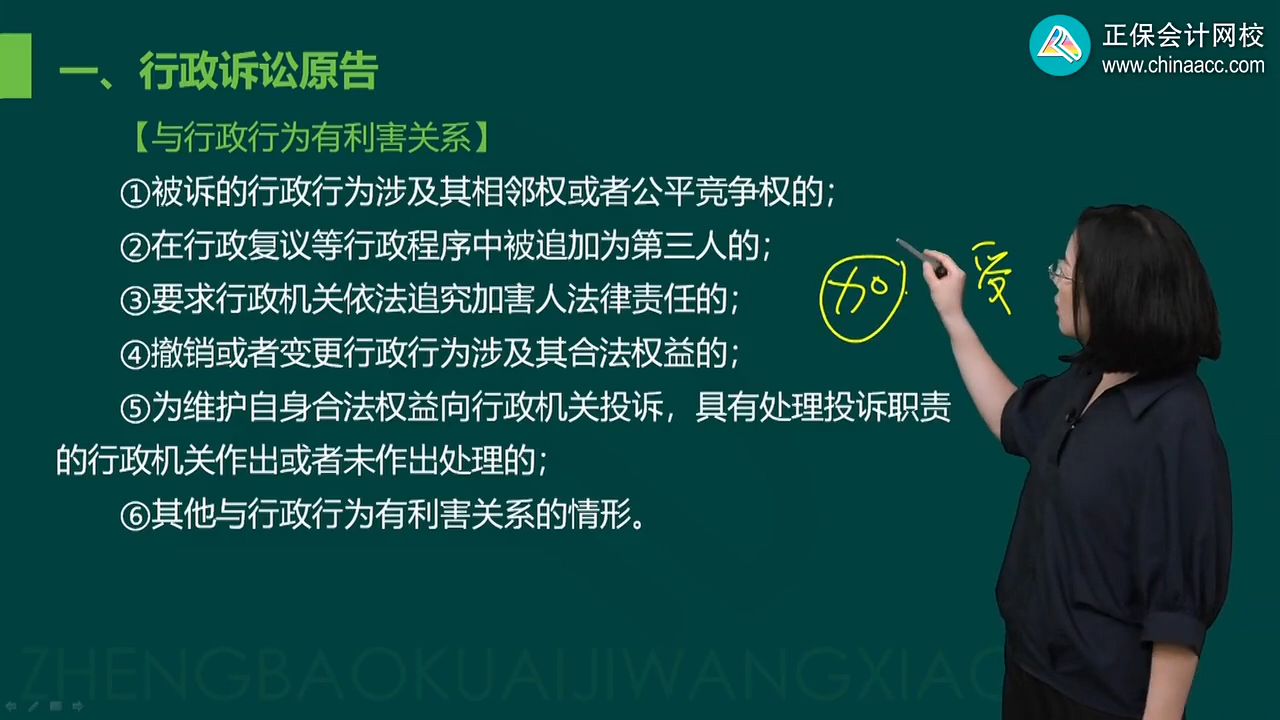 正保会计网校
www.chinaacc.com
一、行政诉讼原告
【与行政行为有利害关系】
①被诉的行政行为涉及其相邻权或者公平竞争权的；
②在行政复议等行政程序中被追加为第三人的；
③要求行政机关依法追究加害人法律责任的；
加 受
④撤销或者变更行政行为涉及其合法权益的；
⑤为维护自身合法权益向行政机关投诉，具有处理投诉职责
的行政机关作出或者未作出处理的；
⑥其他与行政行为有利害关系的情形。
ZHENGBAOKUAIJIWANGXIAO